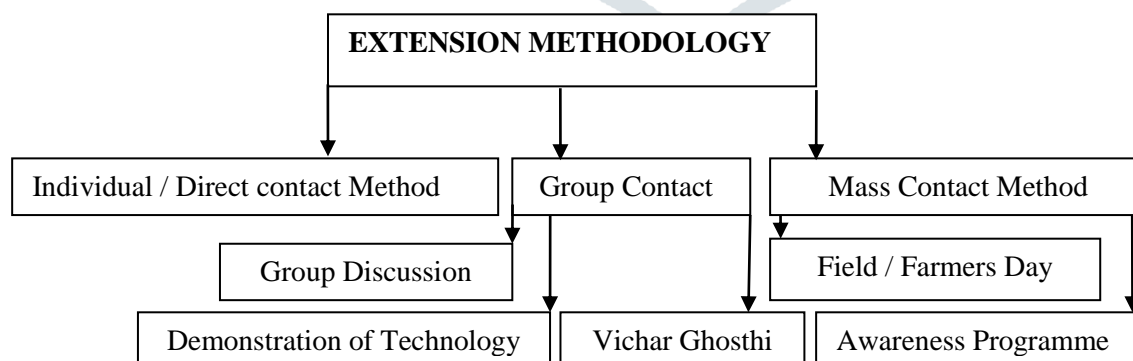 EXTENSION METHODOLOGY
Individual / Direct contact Method
Group Contact
Mass Contact Method
Group Discussion
Field / Farmers Day
Demonstration of Technology
Vichar Ghosthi
Awareness Programme